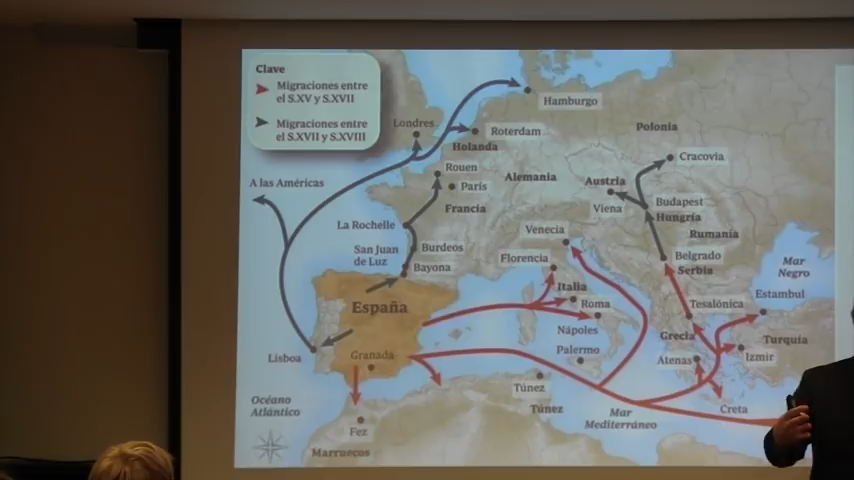 Clave
Migraciones entre
el S.XV y S.XVII
Migraciones entre
el S.XVII y S.XVIII
Hamburgo
Londres
Roterdam
Holanda
Polonia
Cracovia
Rouen
París
Alemania
Francia
A las Américas
Austria
Viena
Budapest
Hungría
Rumanía
La Rochelle
Venecia
San Juan
de Luz
Burdeos
Bayona
Florencia
Belgrado
Serbia
Mar
Negro
Estambul
España
Italia
Roma
Nápoles
Tesalónica
Grecia
Turquía
Izmir
Lisboa
Granada
Palermo
Atenas
Océano
Atlántico
Túnez
Túnez
Mar
Mediterráneo
Creta
Fez
Marruecos